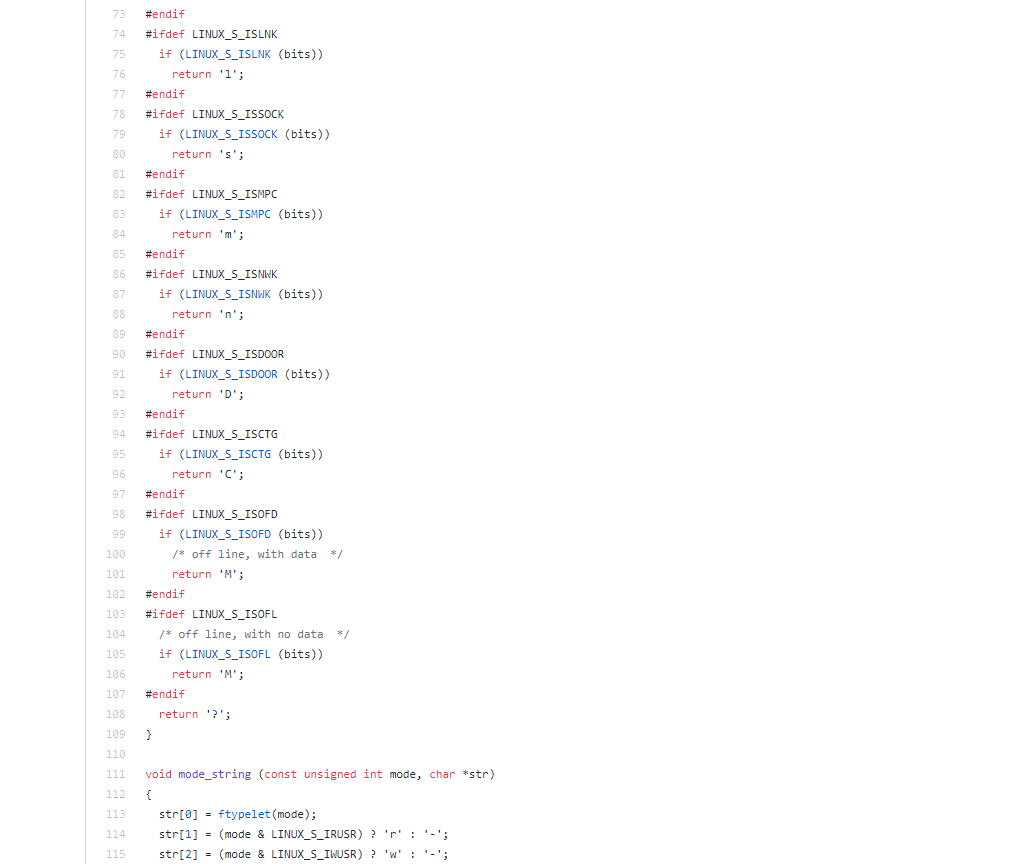 73 #endif
74 #ifdef LINUX_S_ISLNK
75 if (LINUX_S_ISLNK (bits))
76 return 'l';
77 #endif
78 #ifdef LINUX_S_ISSOCK
79 if (LINUX_S_ISSOCK (bits))
80 return 's';
81 #endif
82 #ifdef LINUX_S_ISMPC
83 if (LINUX_S_ISMPC (bits))
84 return 'm';
85 #endif
86 #ifdef LINUX_S_ISNWK
87 if (LINUX_S_ISNWK (bits))
88 return 'n';
89 #endif
90 #ifdef LINUX_S_ISDOOR
91 if (LINUX_S_ISDOOR (bits))
92 return 'D';
93 #endif
94 #ifdef LINUX_S_ISCTG
95 if (LINUX_S_ISCTG (bits))
96 return 'C';
97 #endif
98 #ifdef LINUX_S_ISOFD
99 if (LINUX_S_ISOFD (bits))
100 /* off line, with data  */
101 return 'M';
102 #endif
103 #ifdef LINUX_S_ISOFL
104 /* off line, with no data  */
105 if (LINUX_S_ISOFL (bits))
106 return 'M';
107 #endif
108 return '?';
109 }
110
111 void mode_string (const unsigned int mode, char *str)
112 {
113 str[0] = ftypelet(mode);
114 str[1] = (mode & LINUX_S_IRUSR) ? 'r' : '-';
115 str[2] = (mode & LINUX_S_IWUSR) ? 'w' : '-';